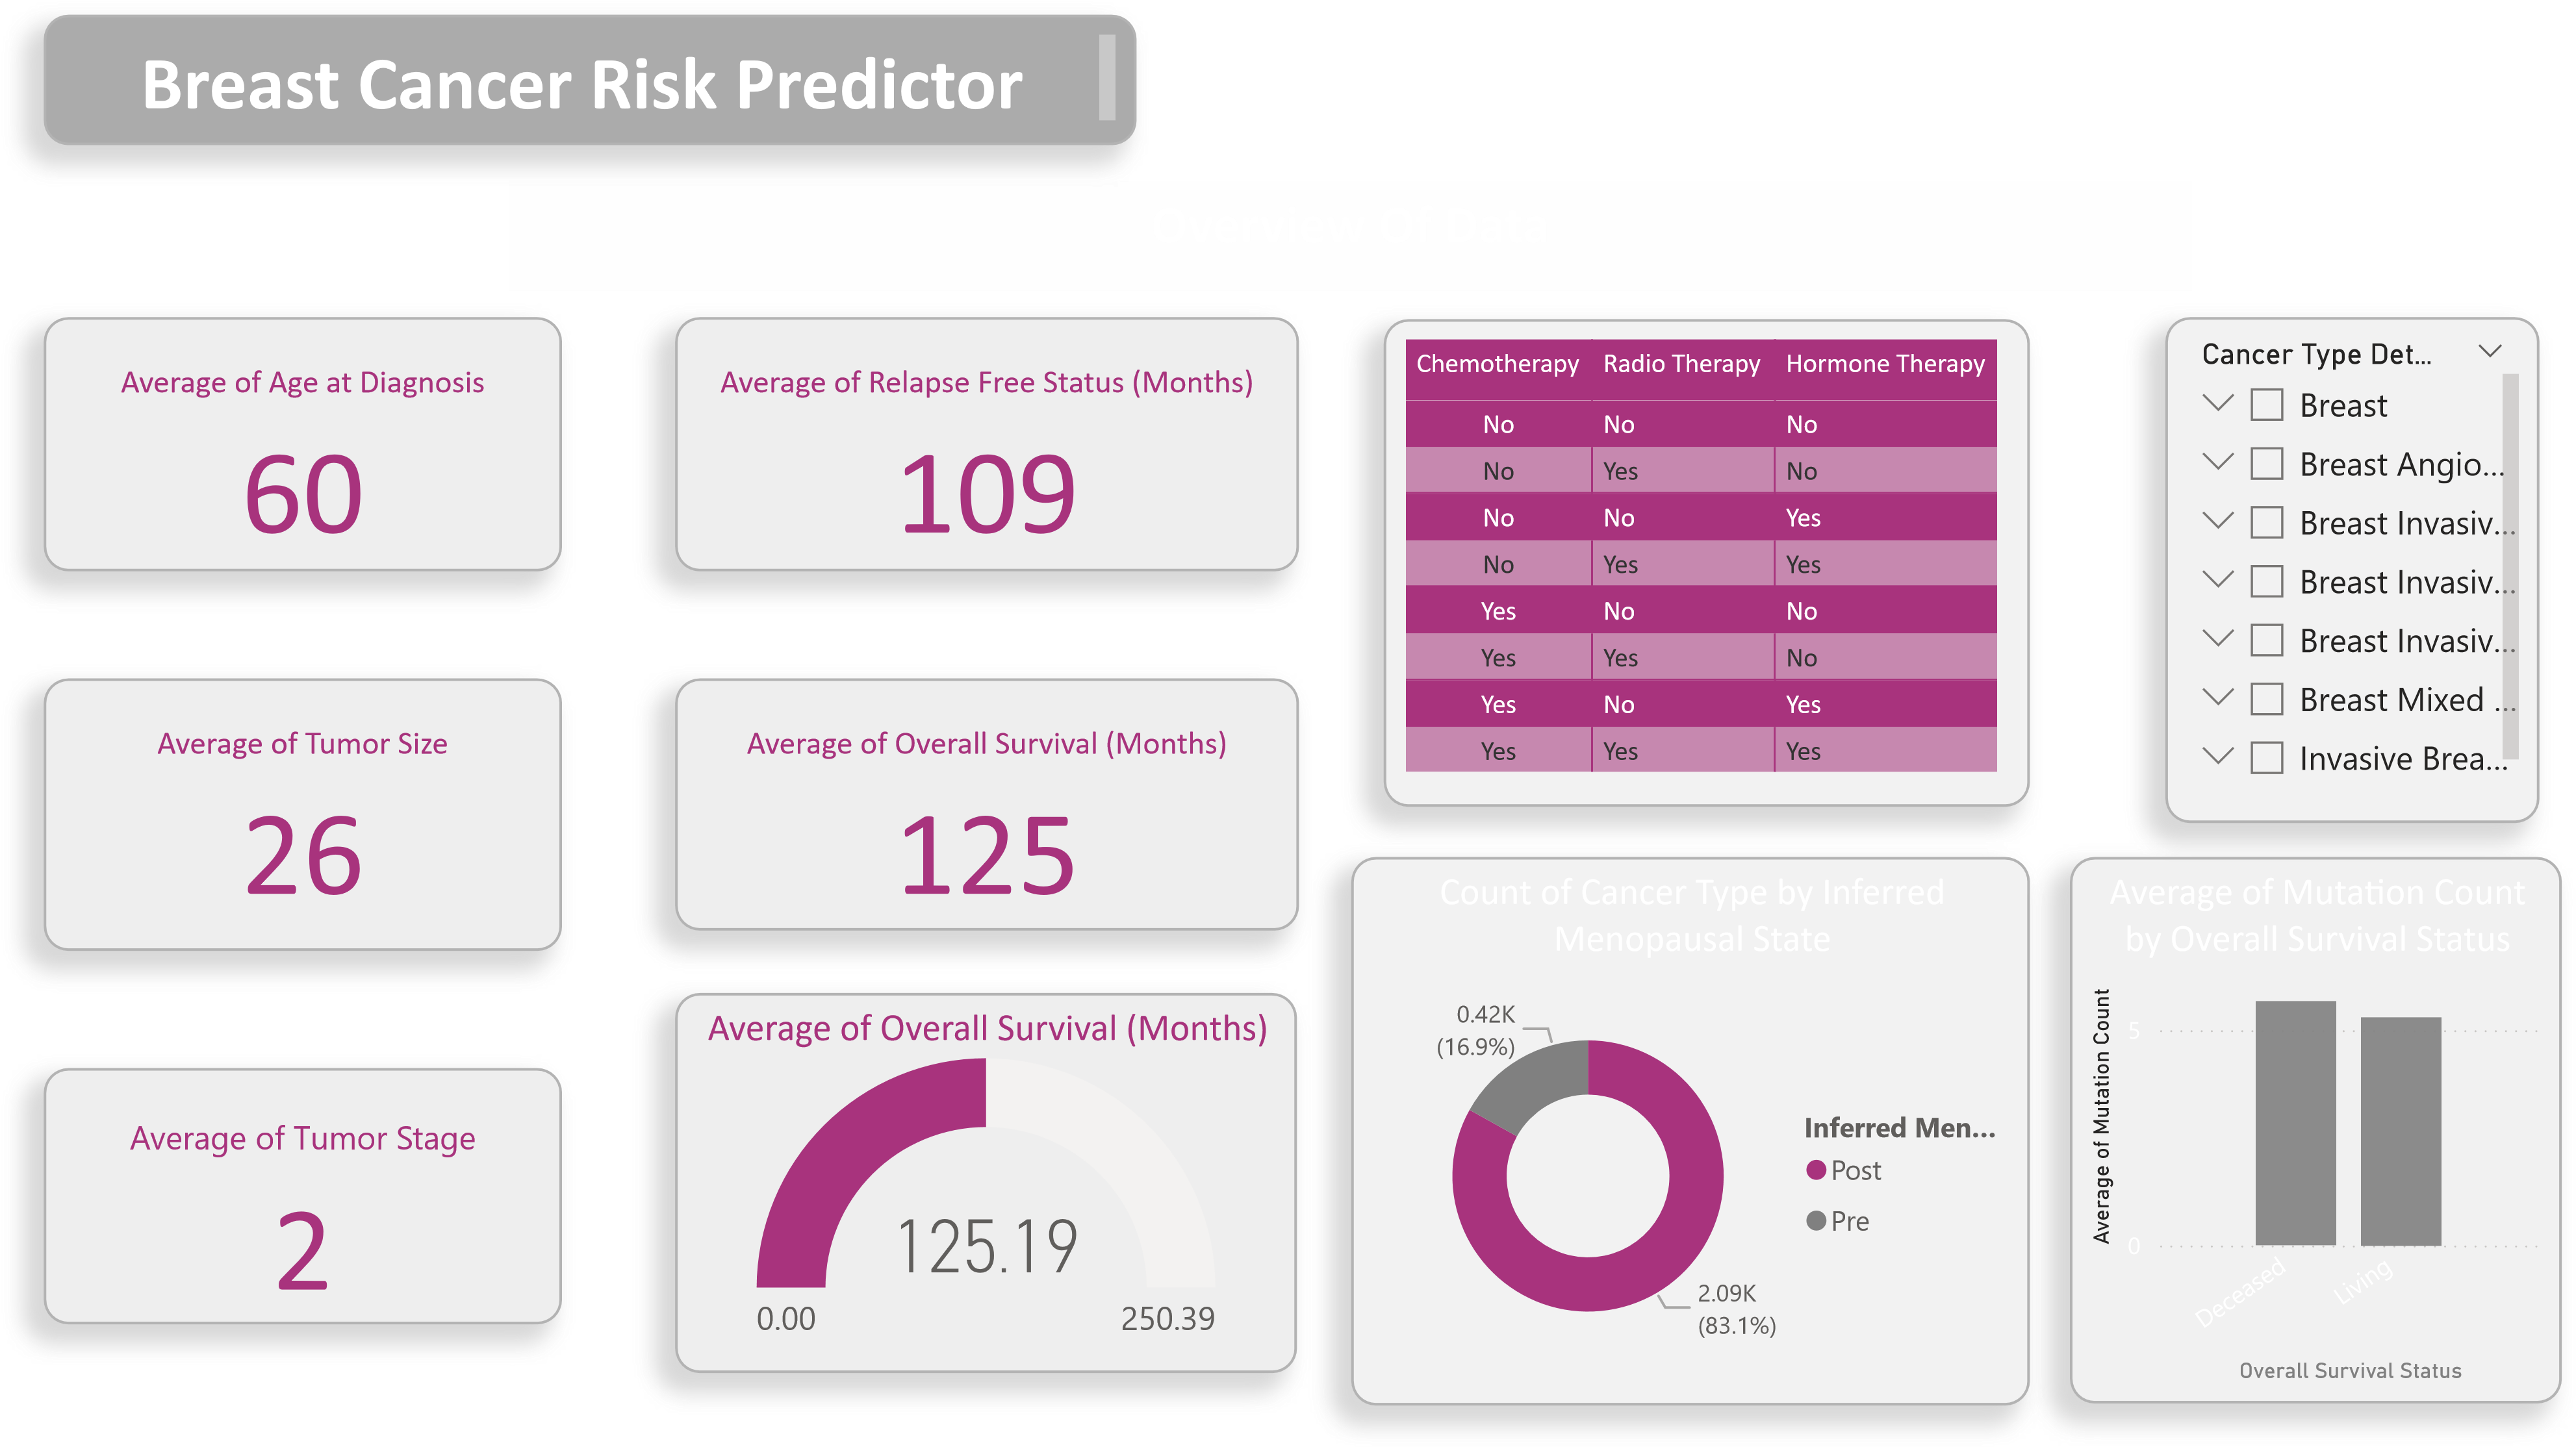 Breast Cancer Risk Predictor
Average of Age at Diagnosis
60
Average of Relapse Free Status (Months)
109
Chemotherapy Radio Therapy Hormone Therapy
No No No
No Yes No
No No Yes
No Yes Yes
Yes No No
Yes Yes No
Yes No Yes
Yes Yes Yes
Cancer Type Det...
Breast
Breast Angio...
Breast Invasiv...
Breast Invasiv...
Breast Invasiv...
Breast Mixed ...
Invasive Brea...
Average of Tumor Size
26
Average of Overall Survival (Months)
125
Average of Tumor Stage
2
Average of Overall Survival (Months)
125.19
0.00
250.39
Count of Cancer Type by Inferred
Menopausal State
0.42K
(16.9%)
2.09K
(83.1%)
Inferred Men...
Post
Pre
Average of Mutation Count
by Overall Survival Status
Average of Mutation Count
5
0
Deceased
Living
Overall Survival Status